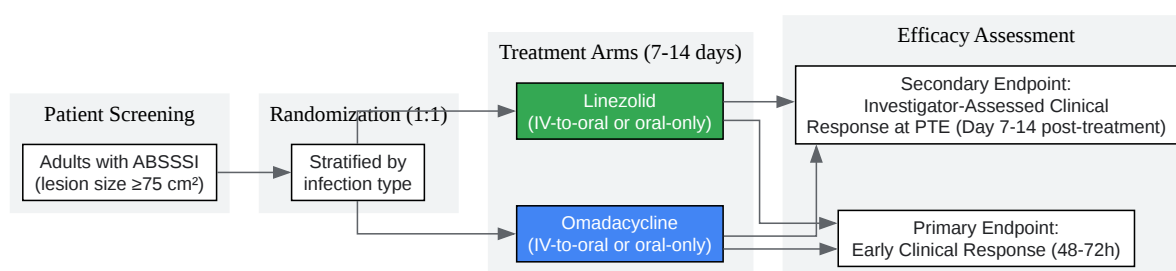 Patient Screening
Adults with ABSSSI
(lesion size ≥75 cm²)
Randomization (1:1)
Stratified by
infection type
Treatment Arms (7-14 days)
Linezolid
(IV-to-oral or oral-only)
Omadacycline
(IV-to-oral or oral-only)
Efficacy Assessment
Secondary Endpoint:
Investigator-Assessed Clinical
Response at PTE (Day 7-14 post-treatment)
Primary Endpoint:
Early Clinical Response (48-72h)